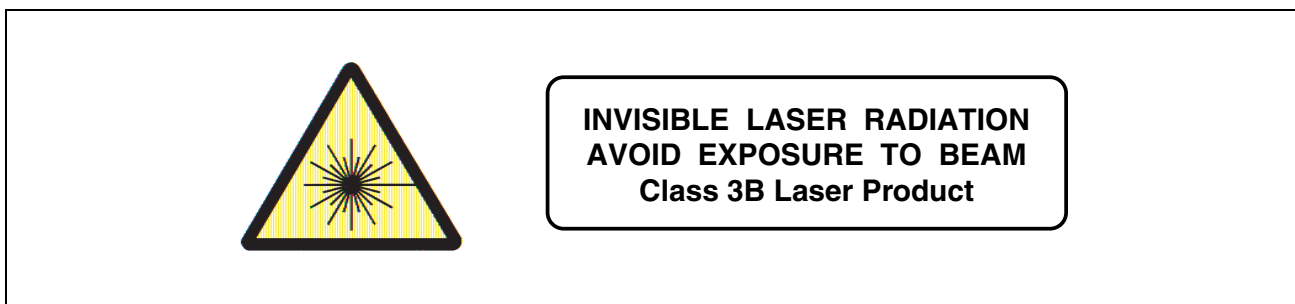 INVISIBLE LASER RADIATION
AVOID EXPOSURE TO BEAM
Class 3B Laser Product